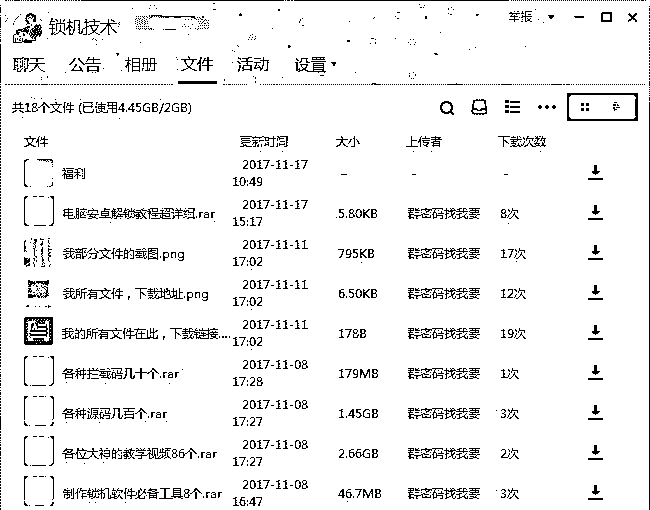 锁机技术
举报
聊天 公告 相册 文件 活动 设置
共18个文件 (已使用4.45GB/2GB)
文件 更新时间 大小 上传者 下载次数
福利 2017-11-17 10:49 - - -
电脑安卓解锁教程超详细.rar 2017-11-17 15:17 5.80KB 群密码找我要 8次
我部分文件的截图.png 2017-11-11 17:02 795KB 群密码找我要 17次
我所有文件，下载地址.png 2017-11-11 17:02 6.50KB 群密码找我要 12次
我的所有文件在此，下载链接.... 2017-11-11 17:02 178B 群密码找我要 19次
各种拦截码几十个.rar 2017-11-08 17:28 179MB 群密码找我要 1次
各种源码几百个.rar 2017-11-08 17:27 1.45GB 群密码找我要 3次
各位大神的教学视频86个.rar 2017-11-08 17:27 2.66GB 群密码找我要 2次
制作锁机软件必备工具8个.rar 2017-11-08 16:47 46.7MB 群密码找我要 3次